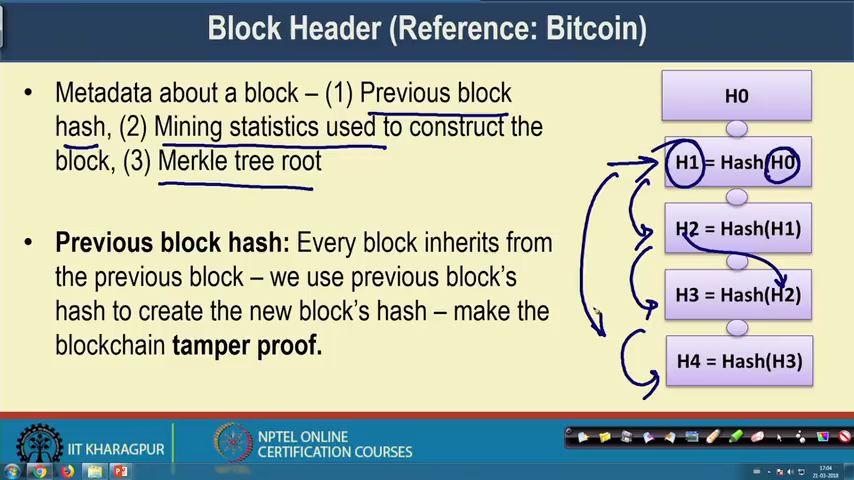 Block Header (Reference: Bitcoin)
• Metadata about a block – (1) Previous block
hash, (2) Mining statistics used to construct the
block, (3) Merkle tree root
• Previous block hash: Every block inherits from
the previous block – we use previous block's
hash to create the new block's hash – make the
blockchain tamper proof.
H0
H1 = Hash(H0)
H2 = Hash(H1)
H3 = Hash(H2)
H4 = Hash(H3)
IIT KHARAGPUR
NPTEL ONLINE
CERTIFICATION COURSES
NPTEL
17:04
21-03-2018